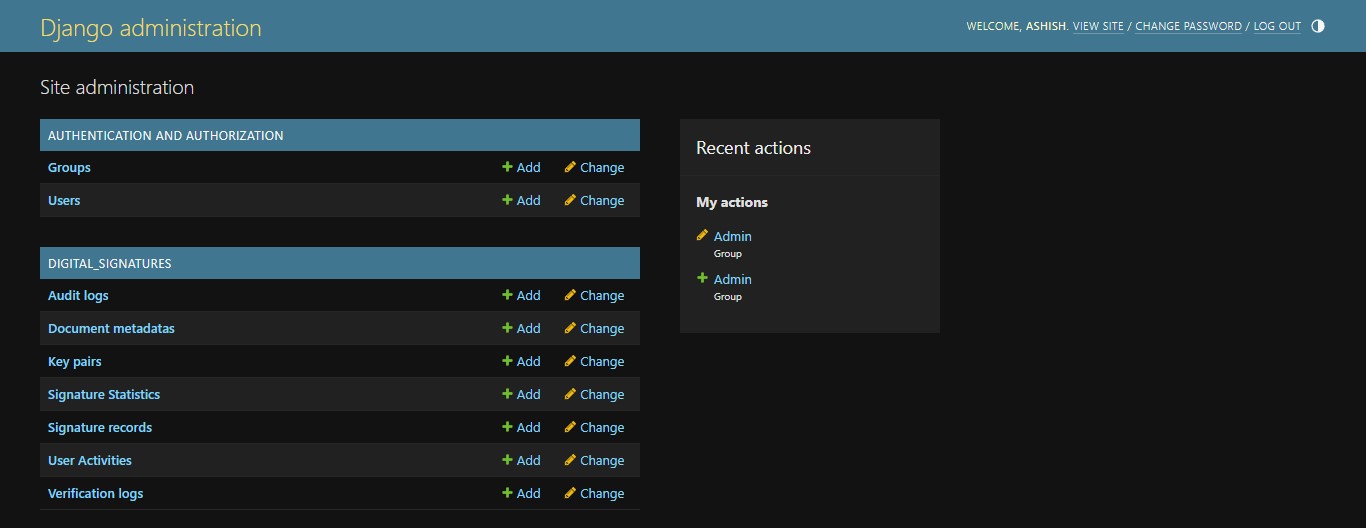 Django administration
WELCOME, ASHISH. VIEW SITE / CHANGE PASSWORD / LOG OUT
Site administration
AUTHENTICATION AND AUTHORIZATION
Groups Add Change
Users Add Change
DIGITAL_SIGNATURES
Audit logs Add Change
Document metadatas Add Change
Key pairs Add Change
Signature Statistics Add Change
Signature records Add Change
User Activities Add Change
Verification logs Add Change
Recent actions
My actions
Admin
Group
Admin
Group